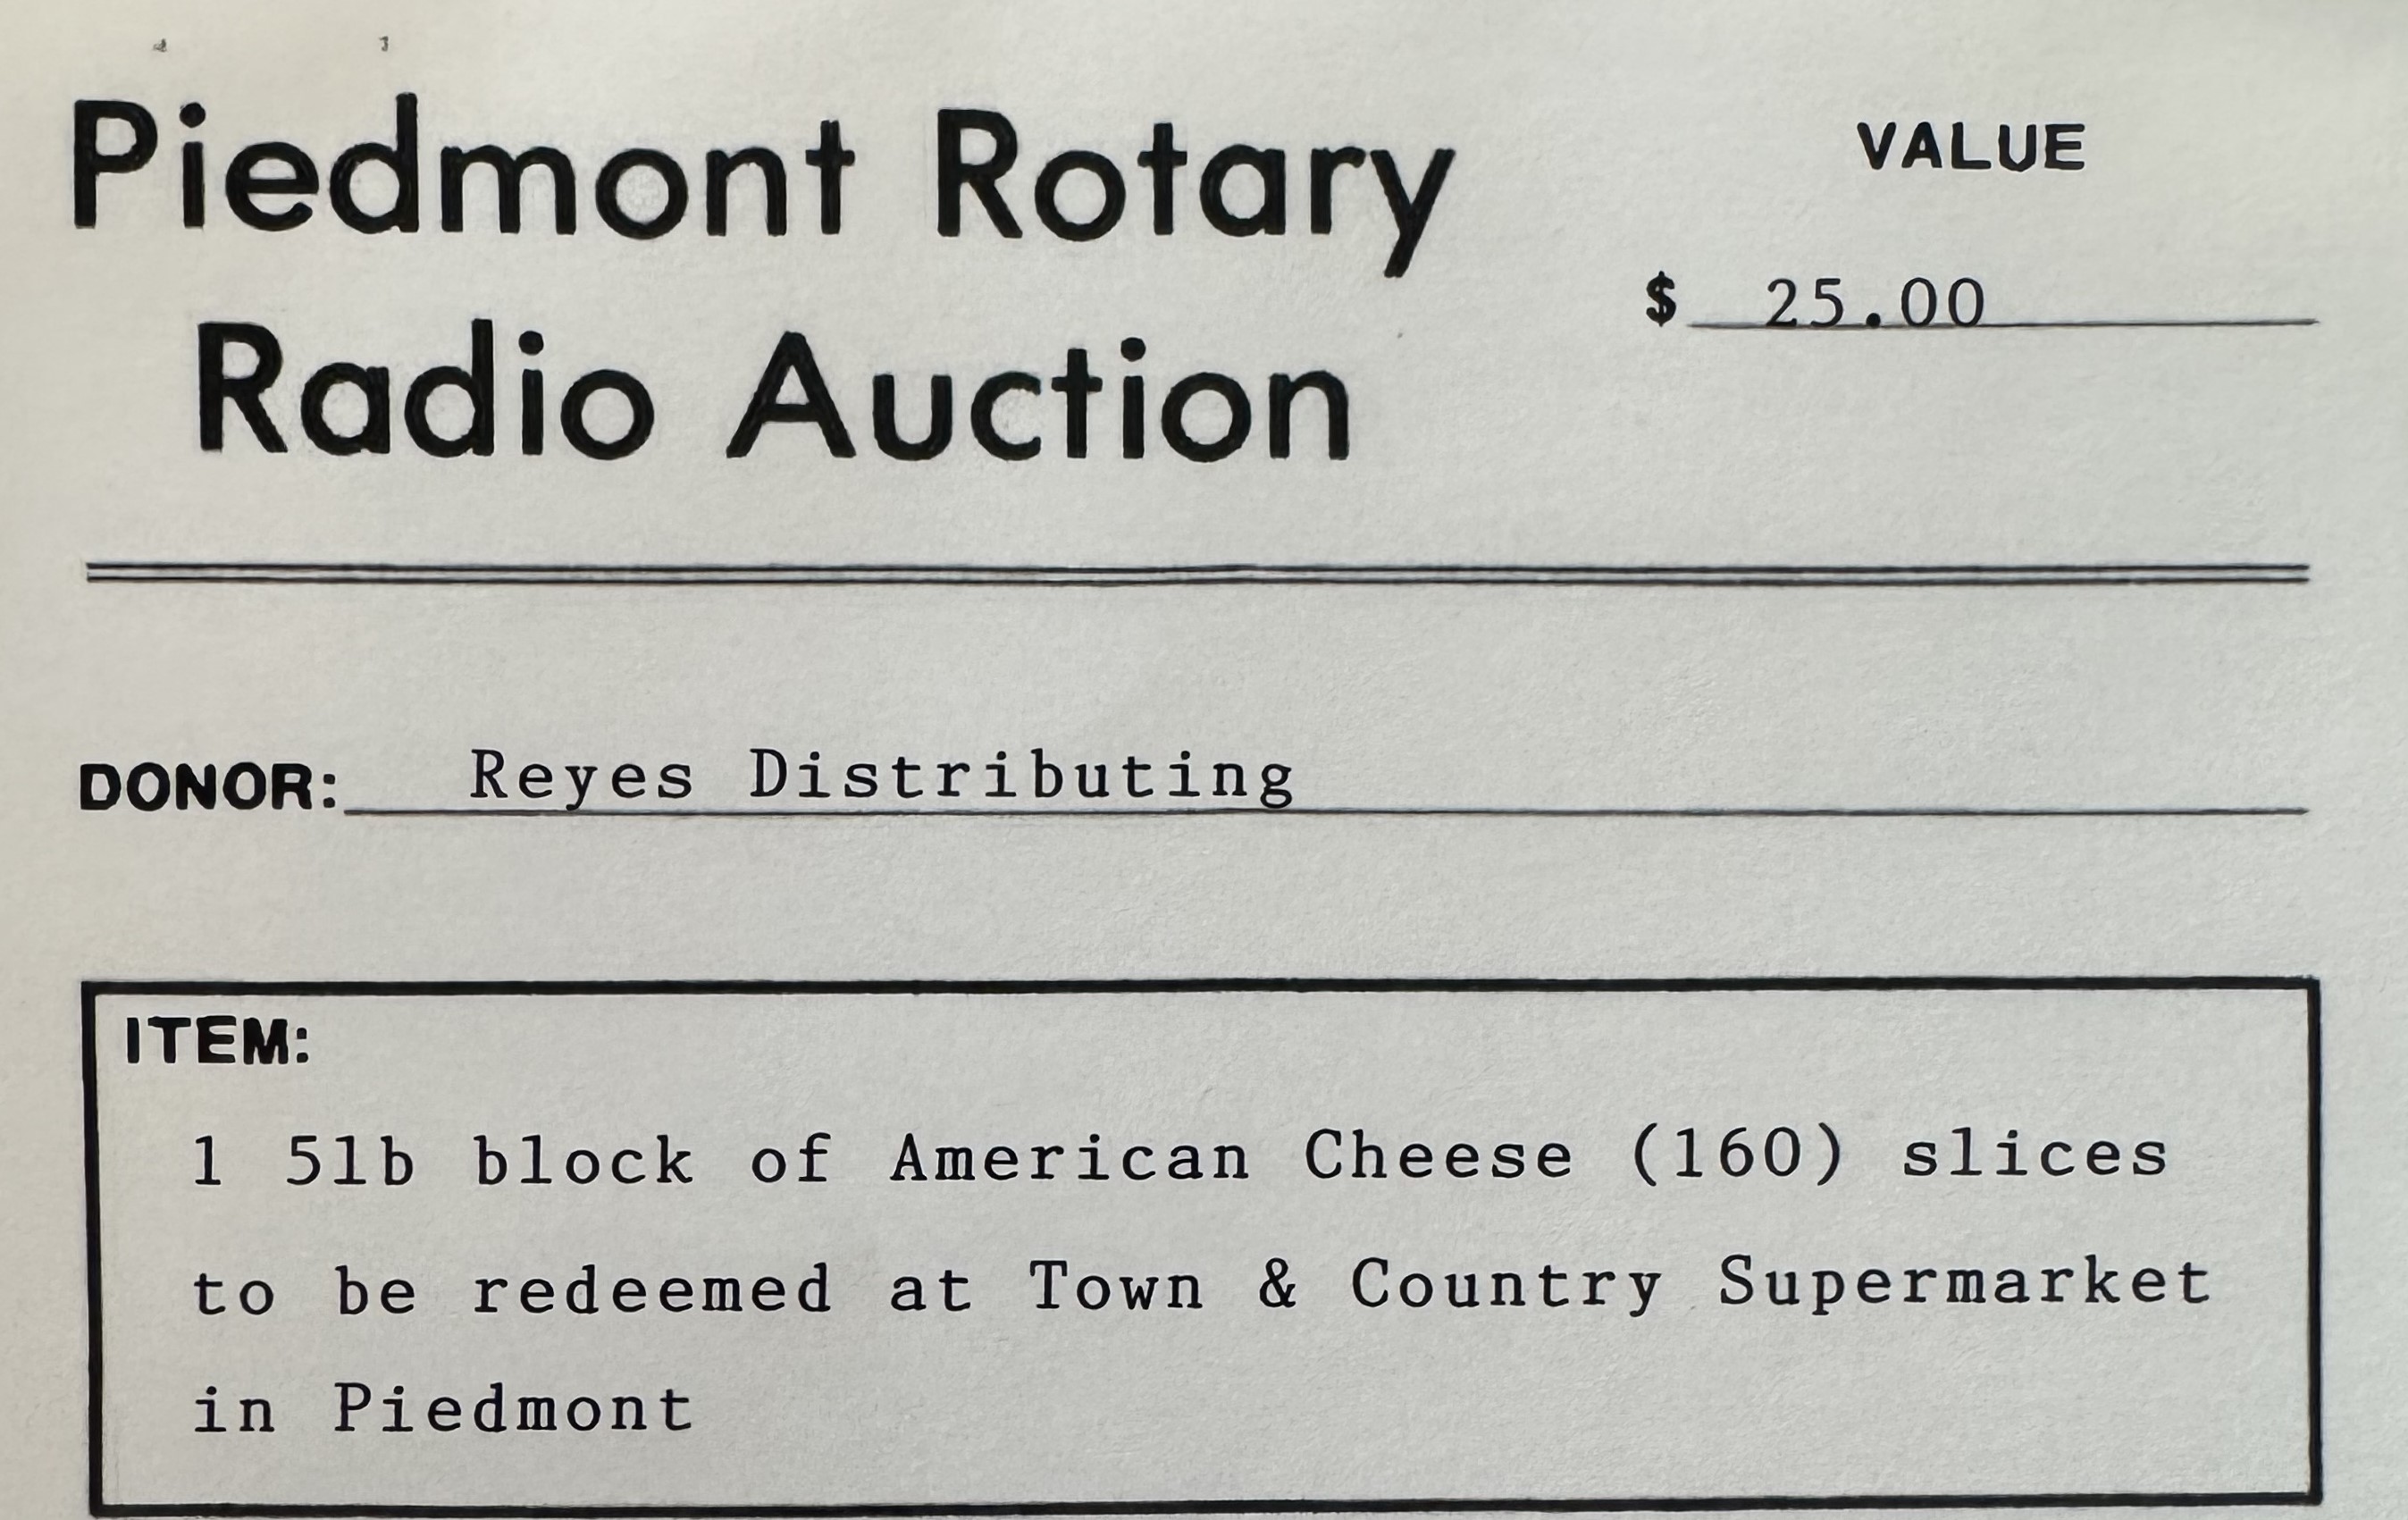 Piedmont Rotary
Radio Auction
VALUE
$ 25.00
DONOR: Reyes Distributing
ITEM:
1 5lb block of American Cheese (160) slices
to be redeemed at Town & Country Supermarket
in Piedmont